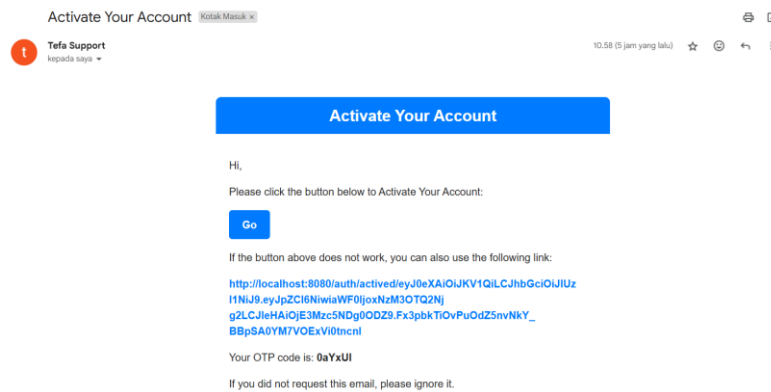 Activate Your Account Kotak Masuk ×
t
Tefa Support
10.58 (5 jam yang lalu)
kepada saya
Activate Your Account
Hi,
Please click the button below to Activate Your Account:
Go
If the button above does not work, you can also use the following link:
http://localhost:8080/auth/actived/eyJ0eXAiOiJKV1QiLCJhbGciOiJIUz
I1NiJ9.eyJpZCI6NiwiaWF0IjoxNzM3OTQ2Nj
g2LCJleHAiOjE3Mzc5NDg0ODZ9.Fx3pbkTiOvPuOdZ5nvNkY_
BBpSA0YM7VOExVi0tncnI
Your OTP code is: 0aYxUI
If you did not request this email, please ignore it.